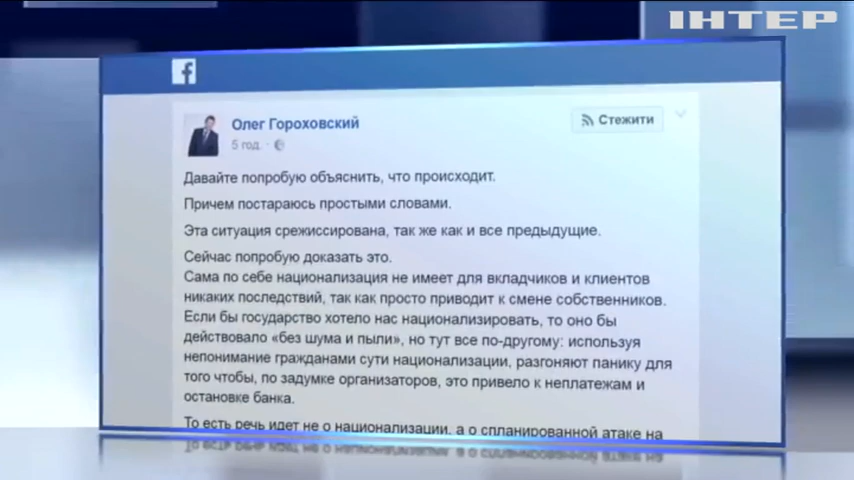 ІНТЕР
f
Олег Гороховский
Стежити
5 год.
Давайте попробую объяснить, что происходит.
Причем постараюсь простыми словами.
Эта ситуация срежиссирована, так же как и все предыдущие.
Сейчас попробую доказать это.
Сама по себе национализация не имеет для вкладчиков и клиентов
никаких последствий, так как просто приводит к смене собственников.
Если бы государство хотело нас национализировать, то оно бы
действовало «без шума и пыли», но тут все по-другому: используя
непонимание гражданами сути национализации, разгоняют панику для
того чтобы, по задумке организаторов, это привело к неплатежам и
остановке банка.
То есть речь идет не о национализации, а о спланированной атаке на